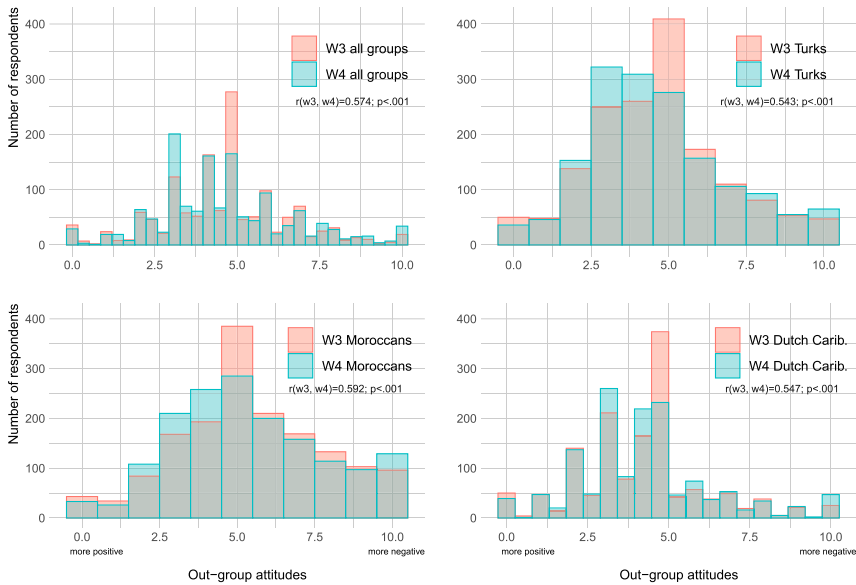 Number of respondents
400
300
200
100
0
0.0 2.5 5.0 7.5 10.0
W3 all groups
W4 all groups
r(w3, w4)=0.574; p<.001
400
300
200
100
0
0.0 2.5 5.0 7.5 10.0
W3 Turks
W4 Turks
r(w3, w4)=0.543; p<.001
Number of respondents
400
300
200
100
0
0.0 2.5 5.0 7.5 10.0
W3 Moroccans
W4 Moroccans
r(w3, w4)=0.592; p<.001
more positive more negative
Out−group attitudes
400
300
200
100
0
0.0 2.5 5.0 7.5 10.0
W3 Dutch Carib.
W4 Dutch Carib.
r(w3, w4)=0.547; p<.001
more positive more negative
Out−group attitudes